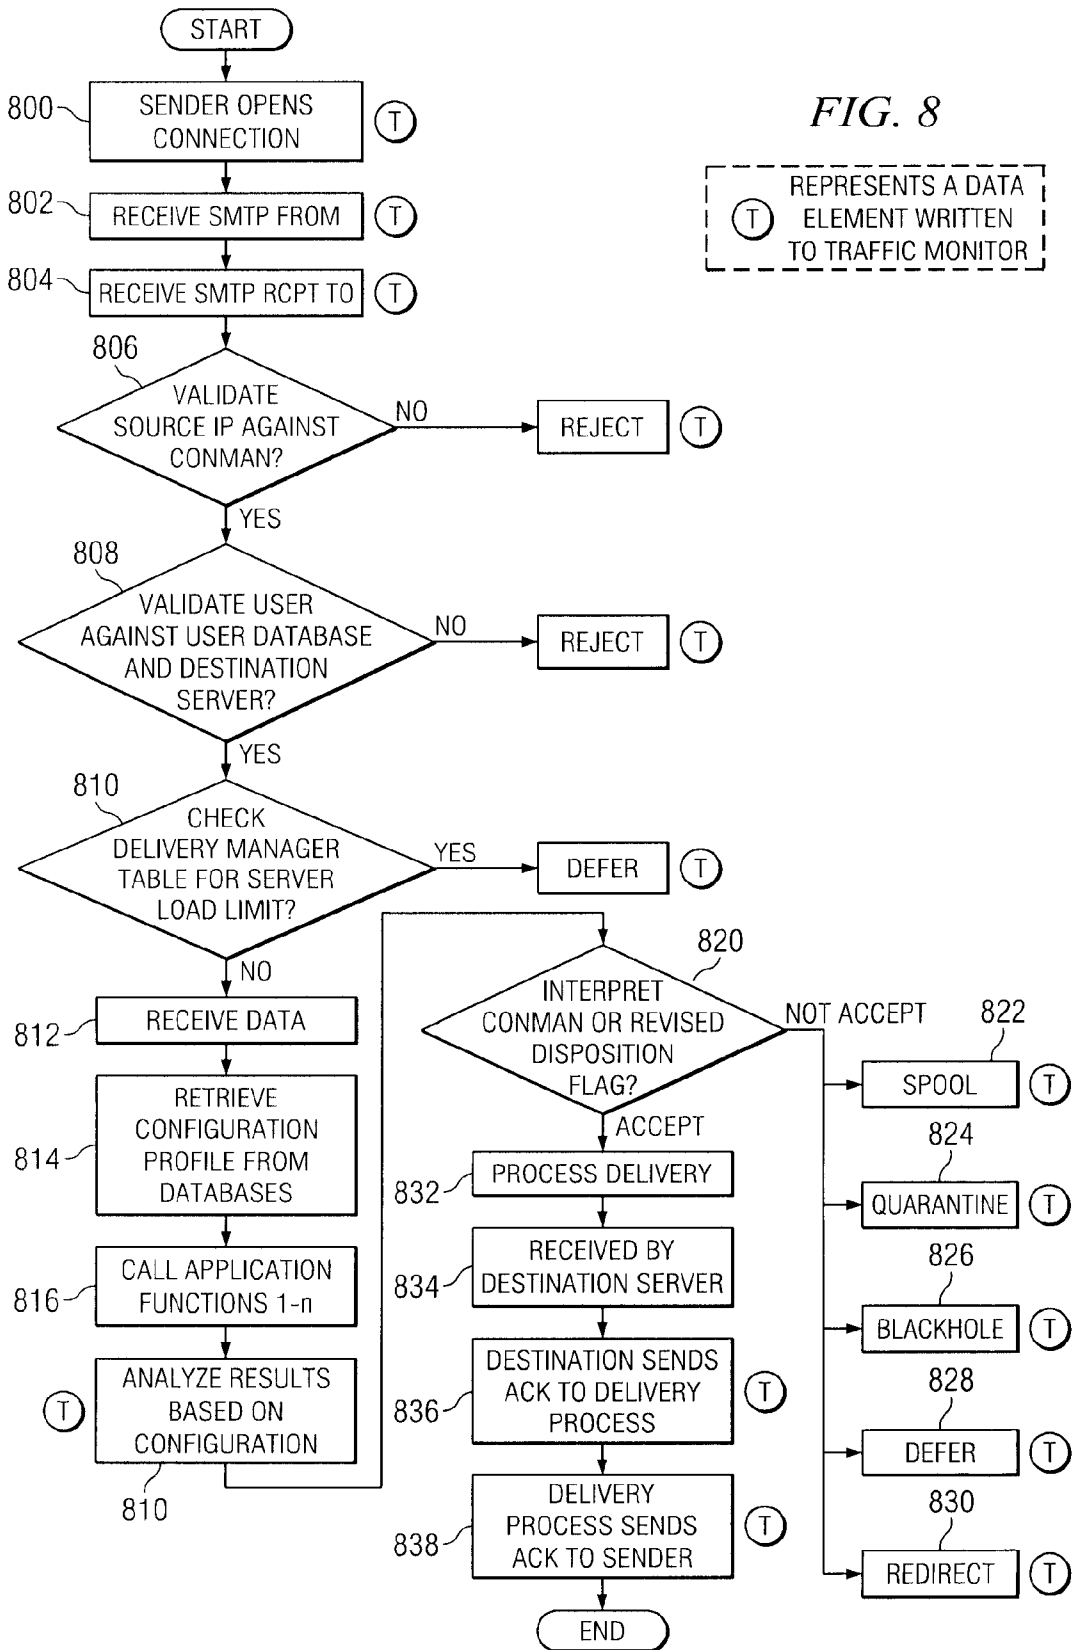 START
800
SENDER OPENS
CONNECTION
T
FIG. 8
T
REPRESENTS A DATA
ELEMENT WRITTEN
TO TRAFFIC MONITOR
802
RECEIVE SMTP FROM
T
804
RECEIVE SMTP RCPT TO
T
806
VALIDATE
SOURCE IP AGAINST
CONMAN?
NO
REJECT
T
YES
808
VALIDATE USER
AGAINST USER DATABASE
AND DESTINATION
SERVER?
NO
REJECT
T
YES
810
CHECK
DELIVERY MANAGER
TABLE FOR SERVER
LOAD LIMIT?
YES
DEFER
T
NO
812
RECEIVE DATA
814
RETRIEVE
CONFIGURATION
PROFILE FROM
DATABASES
816
CALL APPLICATION
FUNCTIONS 1-n
T
ANALYZE RESULTS
BASED ON
CONFIGURATION
810
820
INTERPRET
CONMAN OR REVISED
DISPOSITION
FLAG?
NOT ACCEPT
ACCEPT
822
SPOOL
T
824
QUARANTINE
T
826
BLACKHOLE
T
828
DEFER
T
830
REDIRECT
T
832
PROCESS DELIVERY
834
RECEIVED BY
DESTINATION SERVER
836
DESTINATION SENDS
ACK TO DELIVERY
PROCESS
T
838
DELIVERY
PROCESS SENDS
ACK TO SENDER
T
END